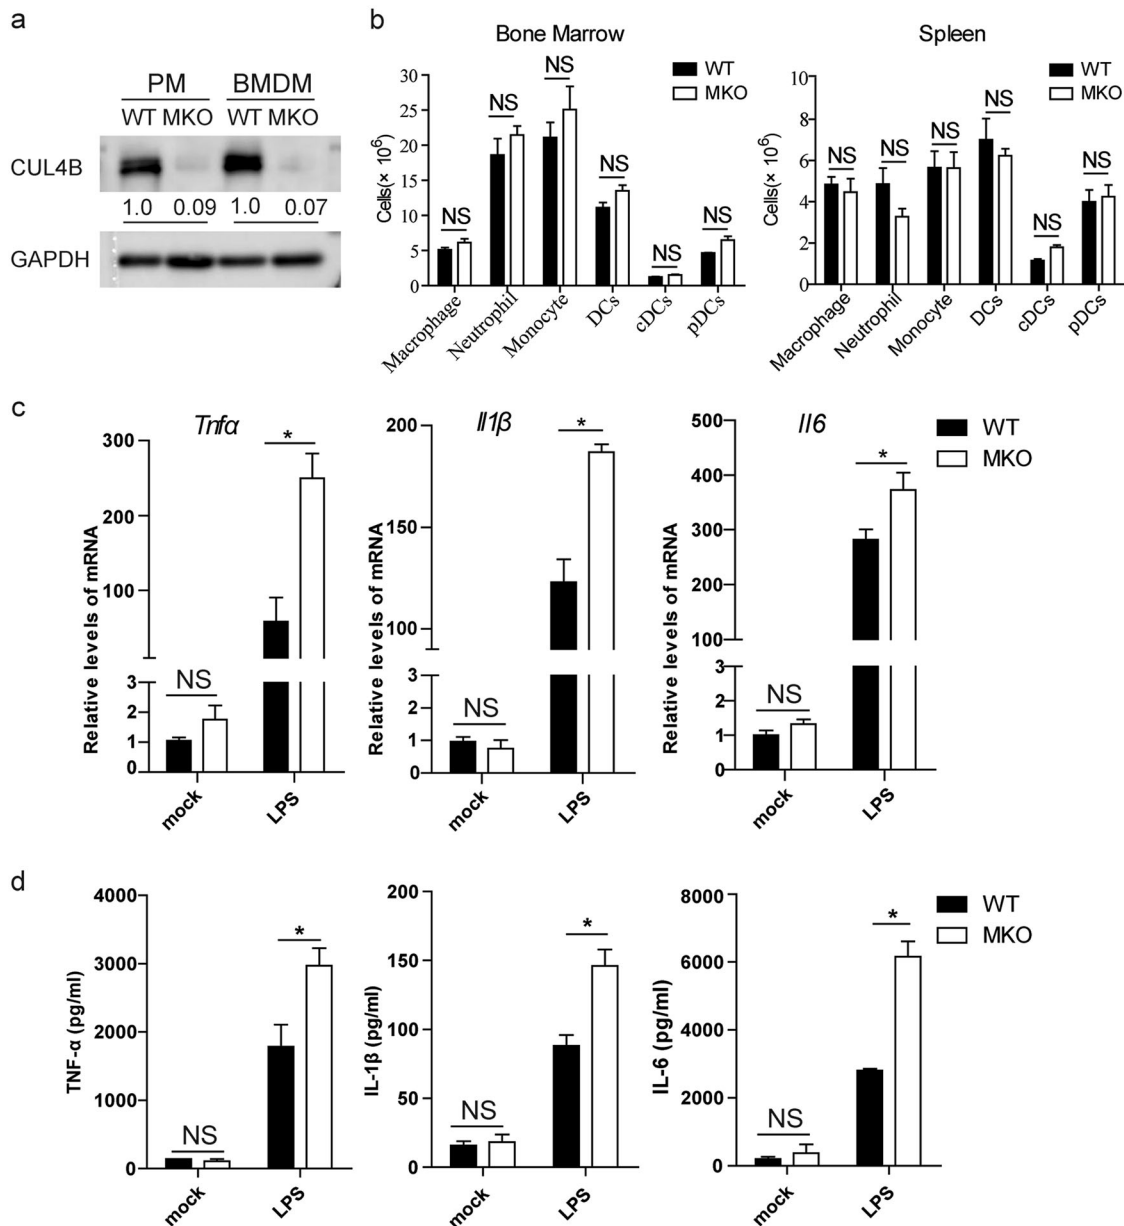 a
PM BMDM
WT MKO WT MKO
CUL4B
1.0 0.09 1.0 0.07
GAPDH
b
Bone Marrow
WT
MKO
Cells(× 10⁶)
30
25
20
15
10
5
0
NS NS NS NS NS NS
Macrophage Neutrophil Monocyte DCs cDCs pDCs
Spleen
WT
MKO
Cells(× 10⁶)
10
8
6
4
2
0
NS NS NS NS NS NS
Macrophage Neutrophil Monocyte DCs cDCs pDCs
c
Tnfα
Relative levels of mRNA
300
200
100
3
2
1
0
NS *
mock LPS
Il1β
Relative levels of mRNA
200
150
100
3
2
1
0
NS *
mock LPS
Il6
Relative levels of mRNA
500
400
300
200
100
3
2
1
0
NS *
mock LPS
WT
MKO
d
TNF-α (pg/ml)
4000
3000
2000
1000
0
NS *
mock LPS
IL-1β (pg/ml)
200
150
100
50
0
NS *
mock LPS
IL-6 (pg/ml)
8000
6000
4000
2000
0
NS *
mock LPS
WT
MKO